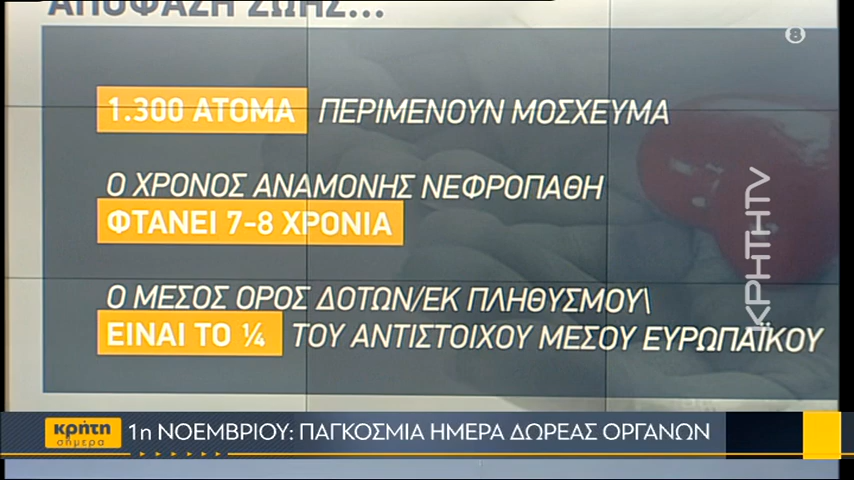 ΑΠΟΦΑΣΗ ΖΩΗΣ...
8
1.300 ΑΤΟΜΑ ΠΕΡΙΜΕΝΟΥΝ ΜΟΣΧΕΥΜΑ
Ο ΧΡΟΝΟΣ ΑΝΑΜΟΝΗΣ ΝΕΦΡΟΠΑΘΗ
ΦΤΑΝΕΙ 7-8 ΧΡΟΝΙΑ
Ο ΜΕΣΟΣ ΟΡΟΣ ΔΟΤΩΝ/ΕΚ ΠΛΗΘΥΣΜΟΥ\
ΕΙΝΑΙ ΤΟ ¼ ΤΟΥ ΑΝΤΙΣΤΟΙΧΟΥ ΜΕΣΟΥ ΕΥΡΩΠΑΪΚΟΥ
ΚΡΗΤΗTV
κρήτη
σήμερα
1η ΝΟΕΜΒΡΙΟΥ: ΠΑΓΚΟΣΜΙΑ ΗΜΕΡΑ ΔΩΡΕΑΣ ΟΡΓΑΝΩΝ